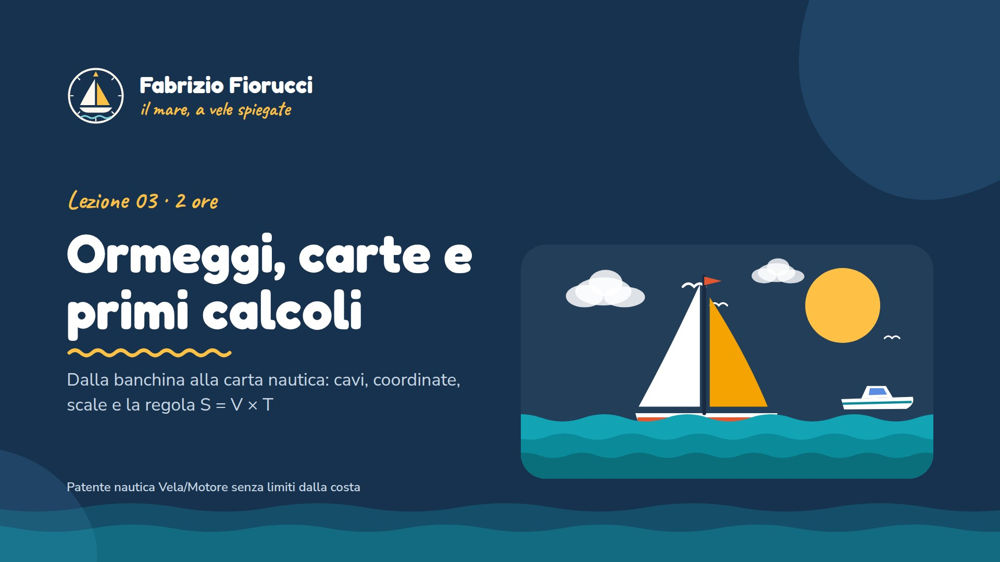 Fabrizio Fiorucci
il mare, a vele spiegate
Lezione 03 · 2 ore
Ormeggi, carte e
primi calcoli
Dalla banchina alla carta nautica: cavi, coordinate,
scale e la regola S = V × T
Patente nautica Vela/Motore senza limiti dalla costa